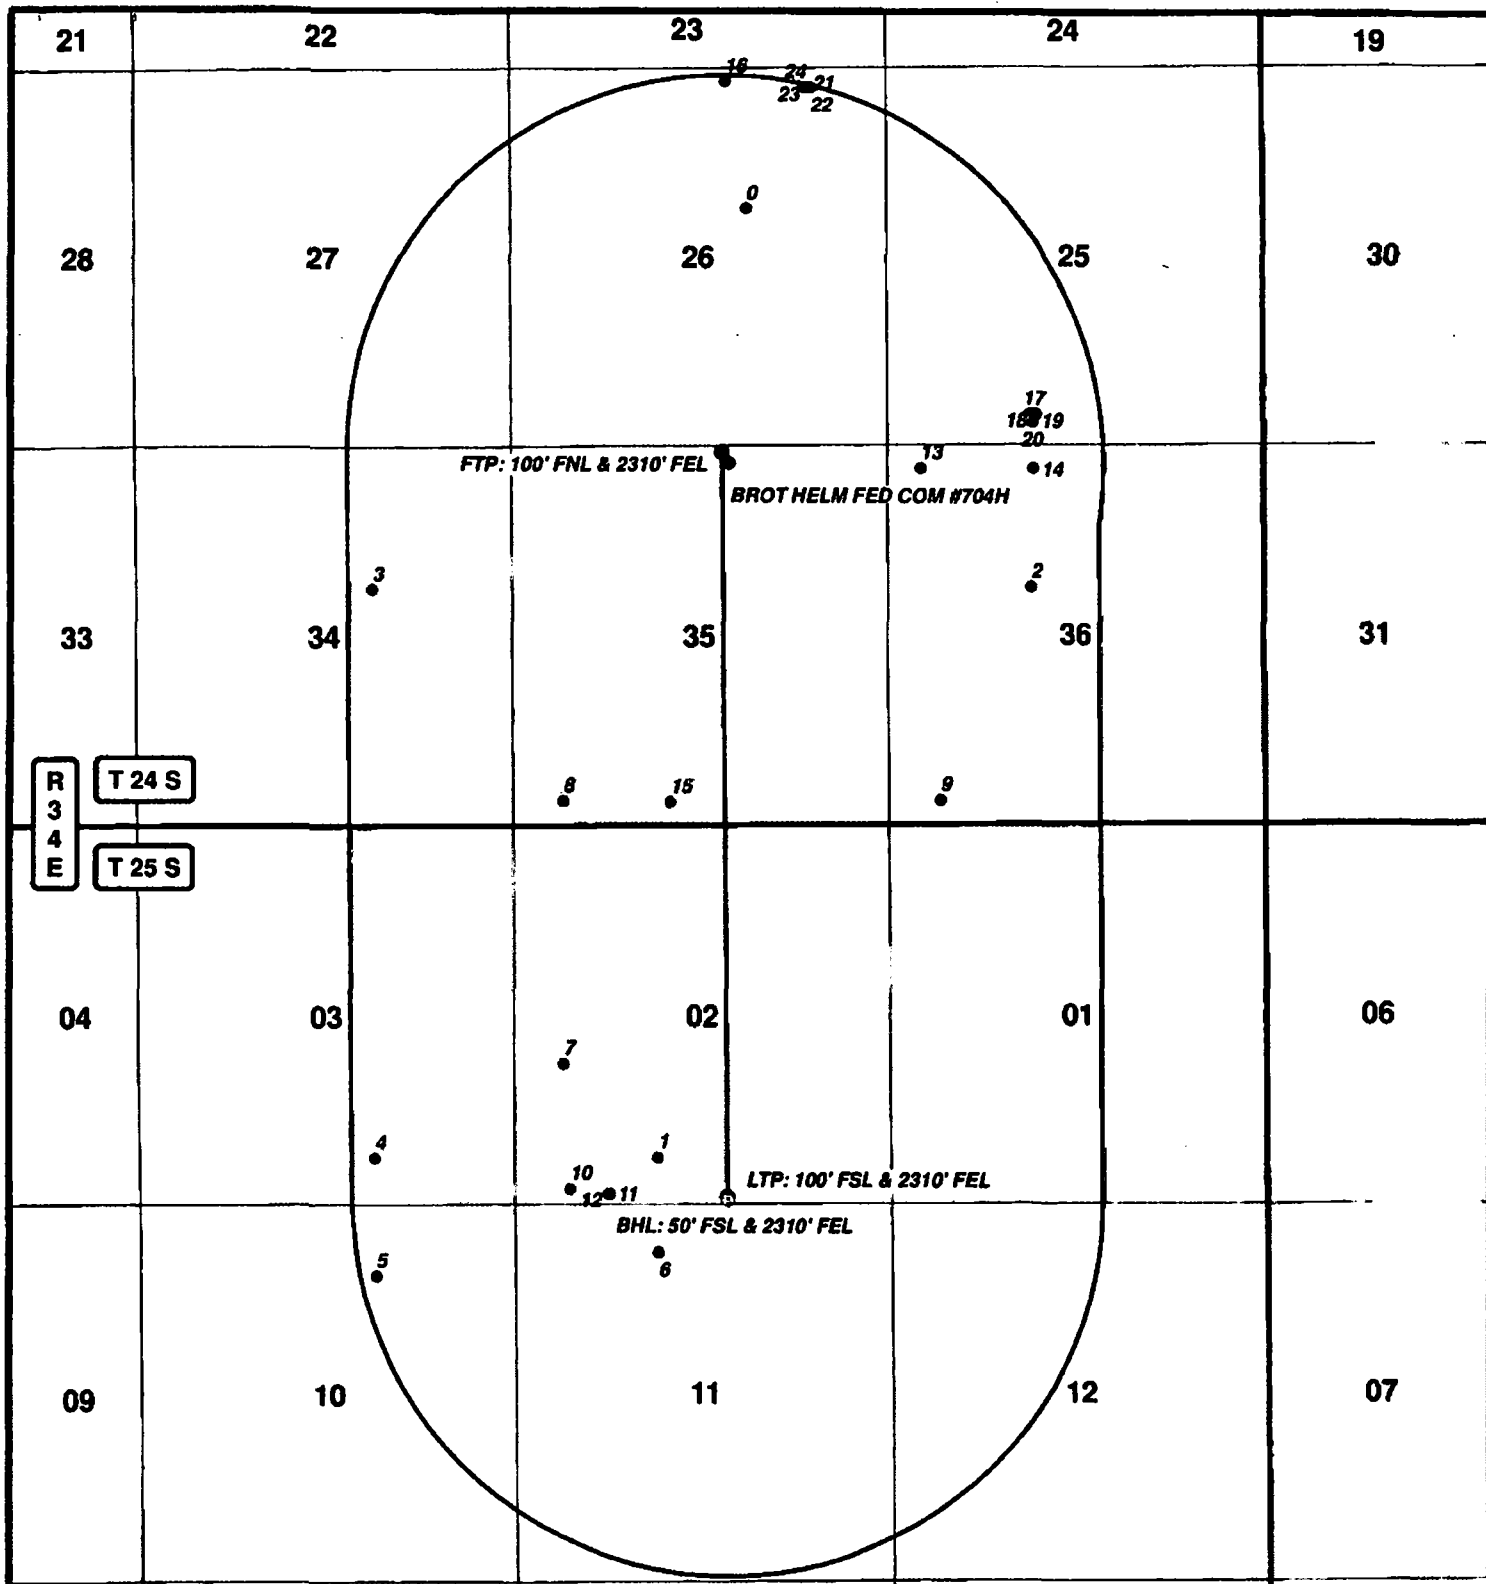 21 22 23 24 19
16 24 21
23 22
0
28 27 26 25 30
17
18 19
20
FTP: 100' FNL & 2310' FEL 13 14
BROT HELM FED COM #704H
3 2
33 34 35 36 31
R 34 E
T 24 S
8 15 9
T 25 S
04 03 02 01 06
7
4 1
10
12 11
LTP: 100' FSL & 2310' FEL
BHL: 50' FSL & 2310' FEL
5 6
09 10 11 12 07